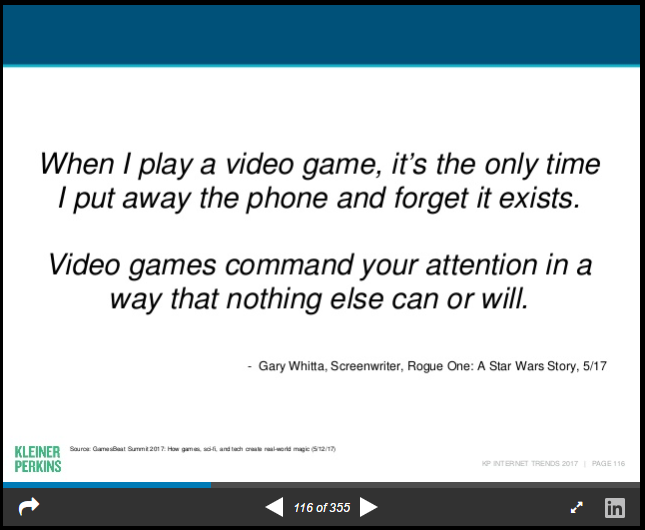 When I play a video game, it's the only time
I put away the phone and forget it exists.
Video games command your attention in a
way that nothing else can or will.
- Gary Whitta, Screenwriter, Rogue One: A Star Wars Story, 5/17
KLEINER
PERKINS
Source: GamesBeat Summit 2017: How games, sci-fi, and tech create real-world magic (5/12/17)
KP INTERNET TRENDS 2017 | PAGE 116
116 of 355
in